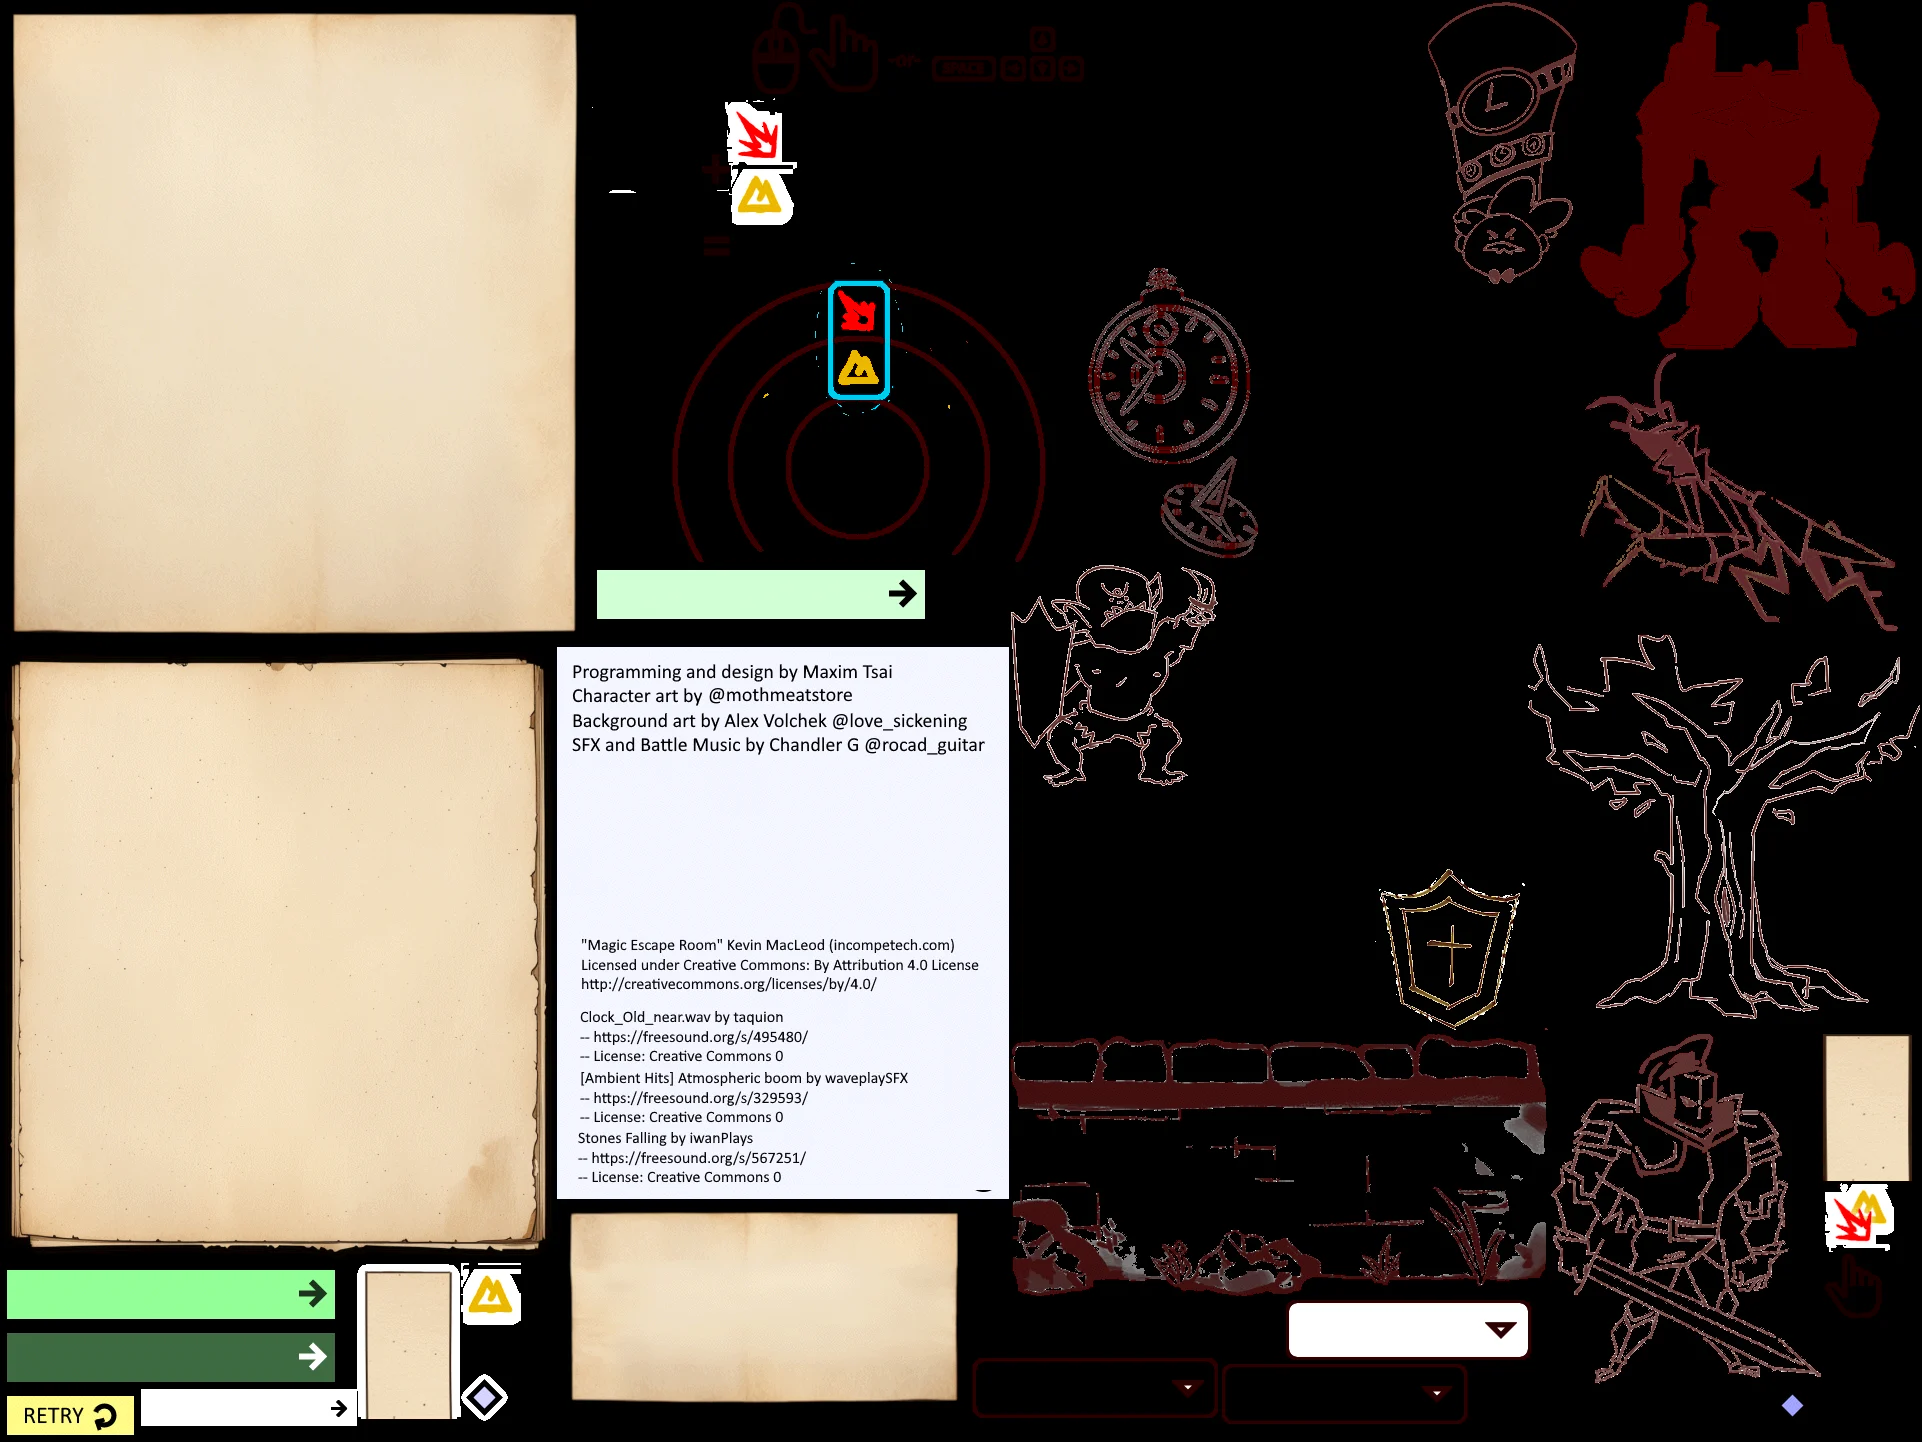 -or-
SPACE
Programming and design by Maxim Tsai
Character art by @mothmeatstore
Background art by Alex Volchek @love_sickening
SFX and Battle Music by Chandler G @rocad_guitar
"Magic Escape Room" Kevin MacLeod (incompetech.com)
Licensed under Creative Commons: By Attribution 4.0 License
http://creativecommons.org/licenses/by/4.0/
Clock_Old_near.wav by taquion
-- https://freesound.org/s/495480/
-- License: Creative Commons 0
[Ambient Hits] Atmospheric boom by waveplaySFX
-- https://freesound.org/s/329593/
-- License: Creative Commons 0
Stones Falling by iwanPlays
-- https://freesound.org/s/567251/
-- License: Creative Commons 0
RETRY